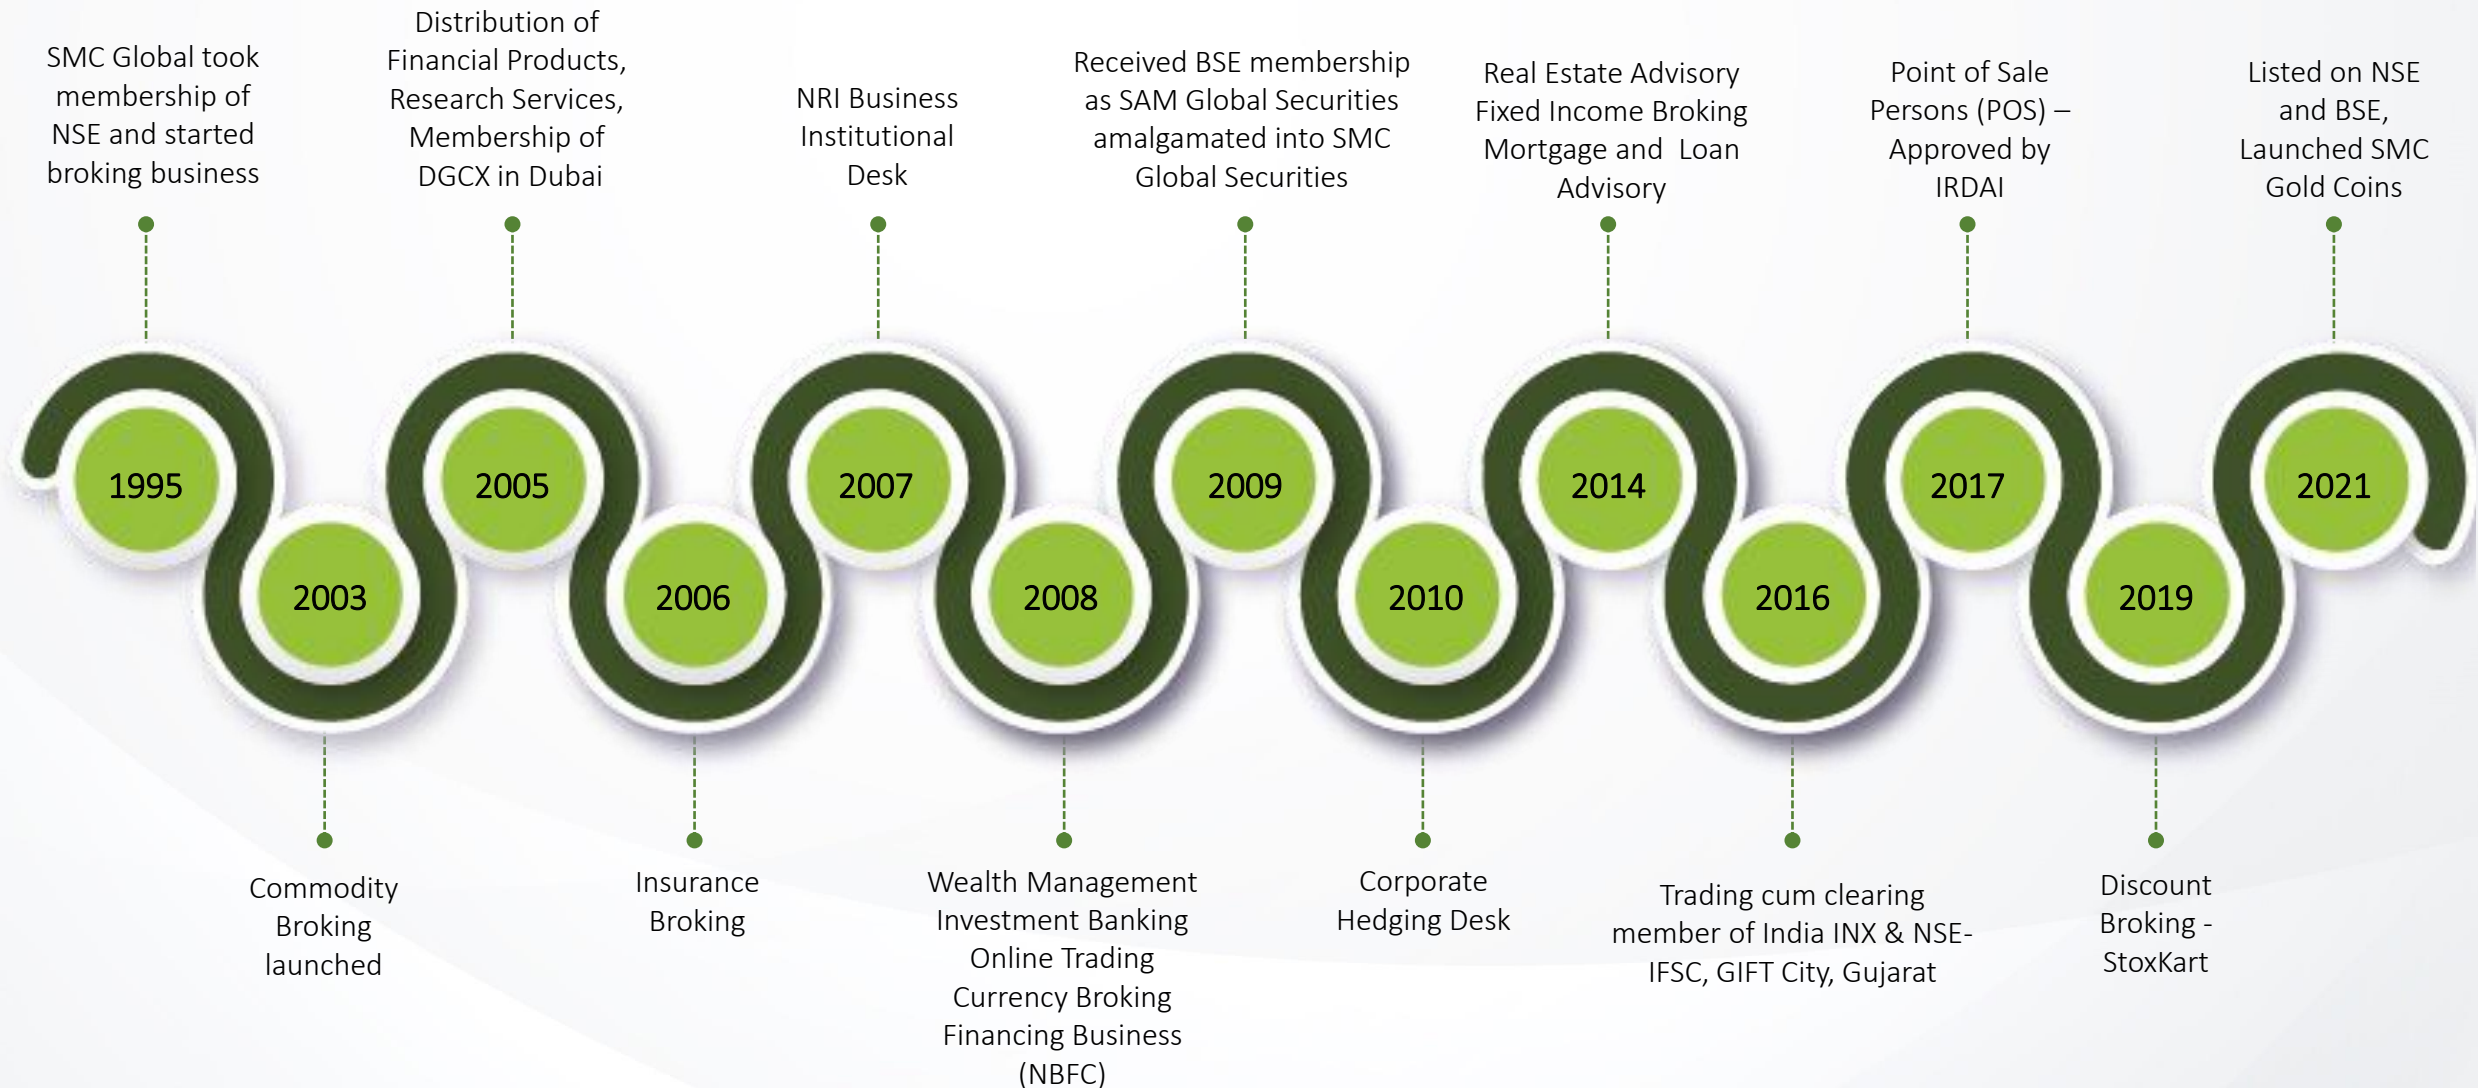 SMC Global took
membership of
NSE and started
broking business
Distribution of
Financial Products,
Research Services,
Membership of
DGCX in Dubai
NRI Business
Institutional
Desk
Received BSE membership
as SAM Global Securities
amalgamated into SMC
Global Securities
Real Estate Advisory
Fixed Income Broking
Mortgage and Loan
Advisory
Point of Sale
Persons (POS) –
Approved by
IRDAI
Listed on NSE
and BSE,
Launched SMC
Gold Coins
1995
2003
2005
2006
2007
2008
2009
2010
2014
2016
2017
2019
2021
Commodity
Broking
launched
Insurance
Broking
Wealth Management
Investment Banking
Online Trading
Currency Broking
Financing Business
(NBFC)
Corporate
Hedging Desk
Trading cum clearing
member of India INX & NSE-
IFSC, GIFT City, Gujarat
Discount
Broking -
StoxKart